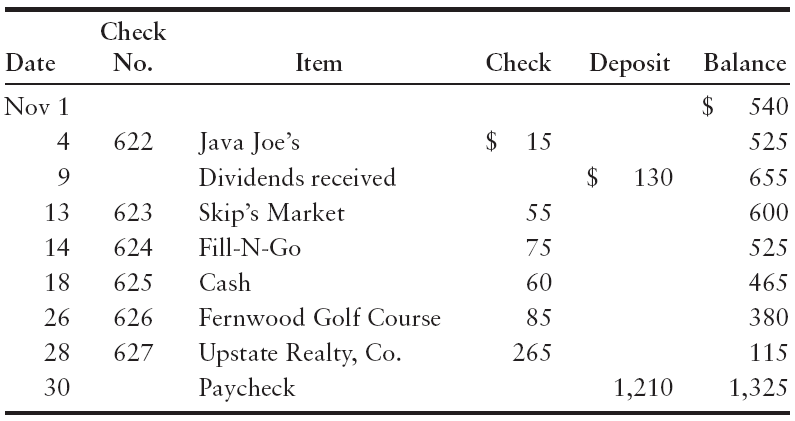 Check
Date No. Item Check Deposit Balance
Nov 1 $ 540
4 622 Java Joe's $ 15 525
9 Dividends received $ 130 655
13 623 Skip's Market 55 600
14 624 Fill-N-Go 75 525
18 625 Cash 60 465
26 626 Fernwood Golf Course 85 380
28 627 Upstate Realty, Co. 265 115
30 Paycheck 1,210 1,325